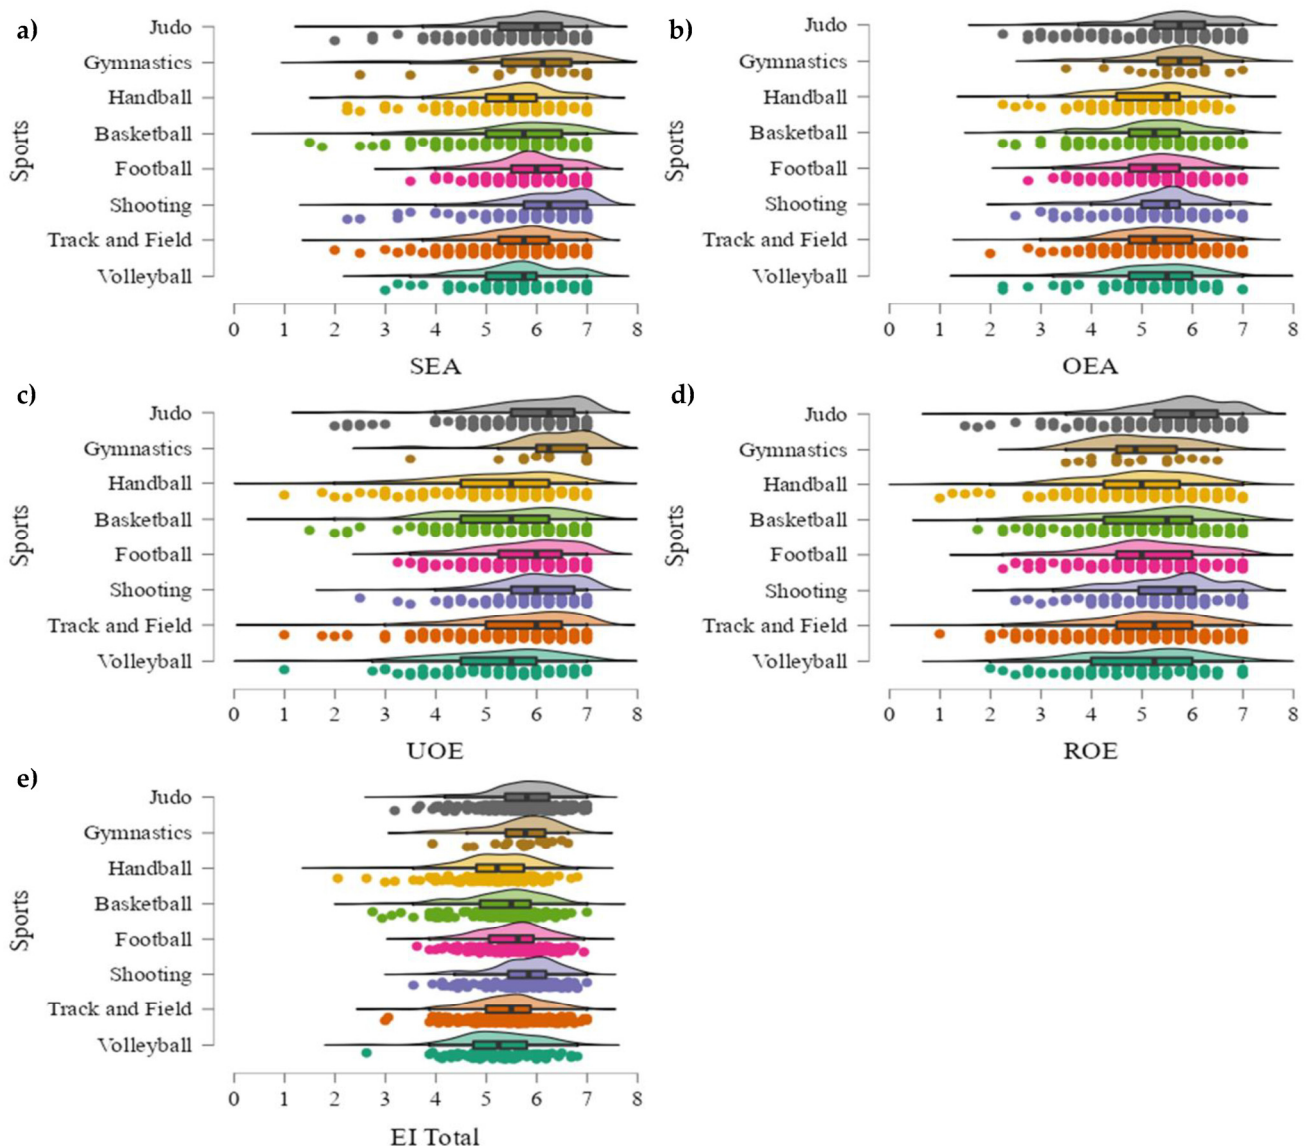 a)
Sports
Judo
Gymnastics
Handball
Basketball
Football
Shooting
Track and Field
Volleyball
0 1 2 3 4 5 6 7 8
SEA
b)
Sports
Judo
Gymnastics
Handball
Basketball
Football
Shooting
Track and Field
Volleyball
0 1 2 3 4 5 6 7 8
OEA
c)
Sports
Judo
Gymnastics
Handball
Basketball
Football
Shooting
Track and Field
Volleyball
0 1 2 3 4 5 6 7 8
UOE
d)
Sports
Judo
Gymnastics
Handball
Basketball
Football
Shooting
Track and Field
Volleyball
0 1 2 3 4 5 6 7 8
ROE
e)
Sports
Judo
Gymnastics
Handball
Basketball
Football
Shooting
Track and Field
Volleyball
0 1 2 3 4 5 6 7 8
EI Total